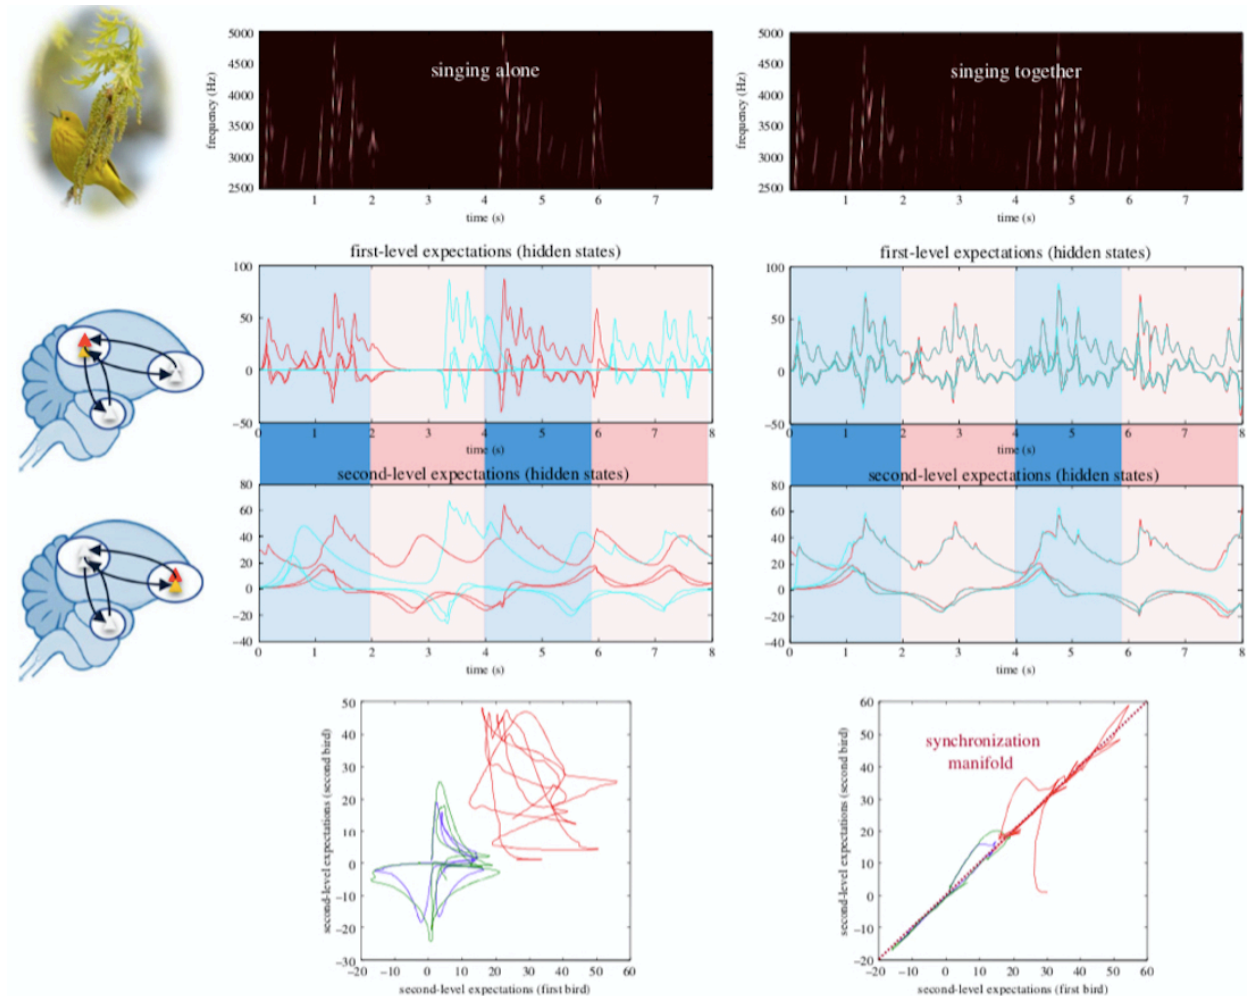 5000
4500
4000
3500
3000
2500
frequency (Hz)
singing alone
1 2 3 4 5 6 7
time (s)
5000
4500
4000
3500
3000
2500
frequency (Hz)
singing together
1 2 3 4 5 6 7
time (s)
first-level expectations (hidden states)
100
50
0
−50
0 1 2 3 4 5 6 7 8
time (s)
first-level expectations (hidden states)
100
50
0
−50
0 1 2 3 4 5 6 7 8
time (s)
second-level expectations (hidden states)
80
60
40
20
0
−20
−40
0 1 2 3 4 5 6 7 8
time (s)
second-level expectations (hidden states)
80
60
40
20
0
−20
−40
0 1 2 3 4 5 6 7 8
time (s)
50
40
30
20
10
0
−10
−20
−30
second-level expectations (second bird)
−20 −10 0 10 20 30 40 50 60
second-level expectations (first bird)
60
50
40
30
20
10
0
−10
−20
second-level expectations (second bird)
synchronization
manifold
−20 −10 0 10 20 30 40 50 60
second-level expectations (first bird)